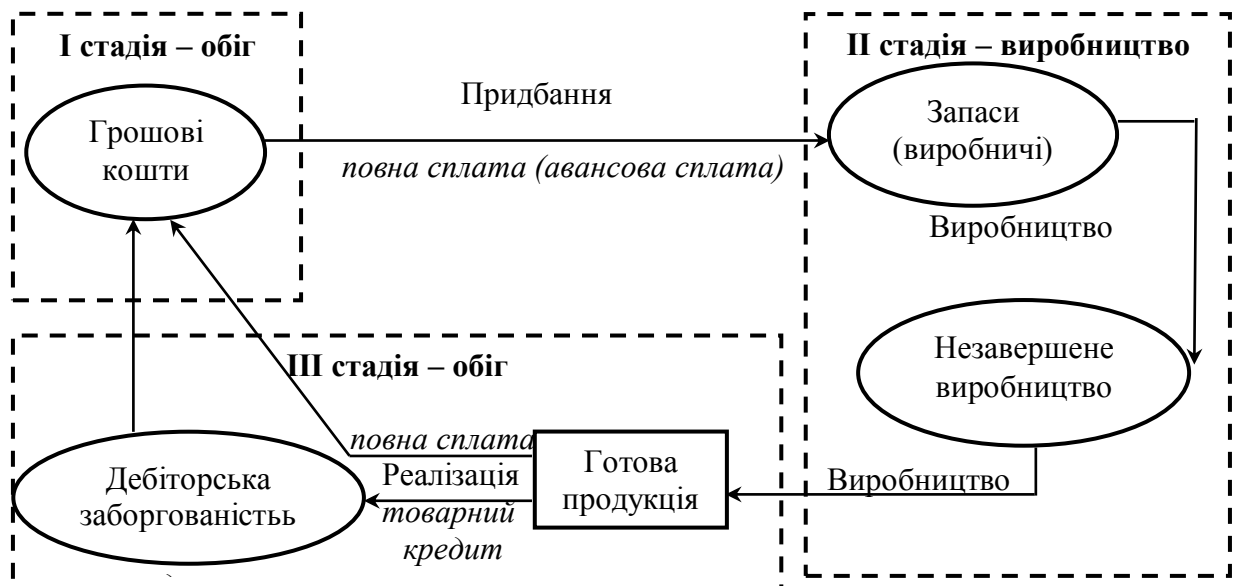 І стадія – обіг
ІІ стадія – виробництво
Грошові
кошти
Придбання
повна сплата (авансова сплата)
Запаси
(виробничі)
Виробництво
Незавершене
виробництво
ІІІ стадія – обіг
повна сплата
Реалізація
товарний
кредит
Готова
продукція
Виробництво
Дебіторська
заборгованістьь